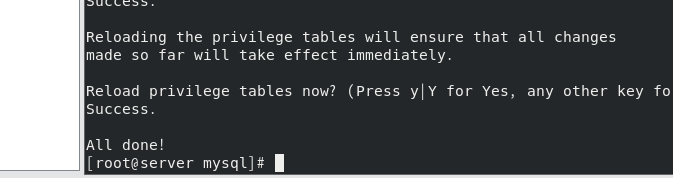 Success.
Reloading the privilege tables will ensure that all changes
made so far will take effect immediately.
Reload privilege tables now? (Press y|Y for Yes, any other key fo
Success.
All done!
[root@server mysql]#